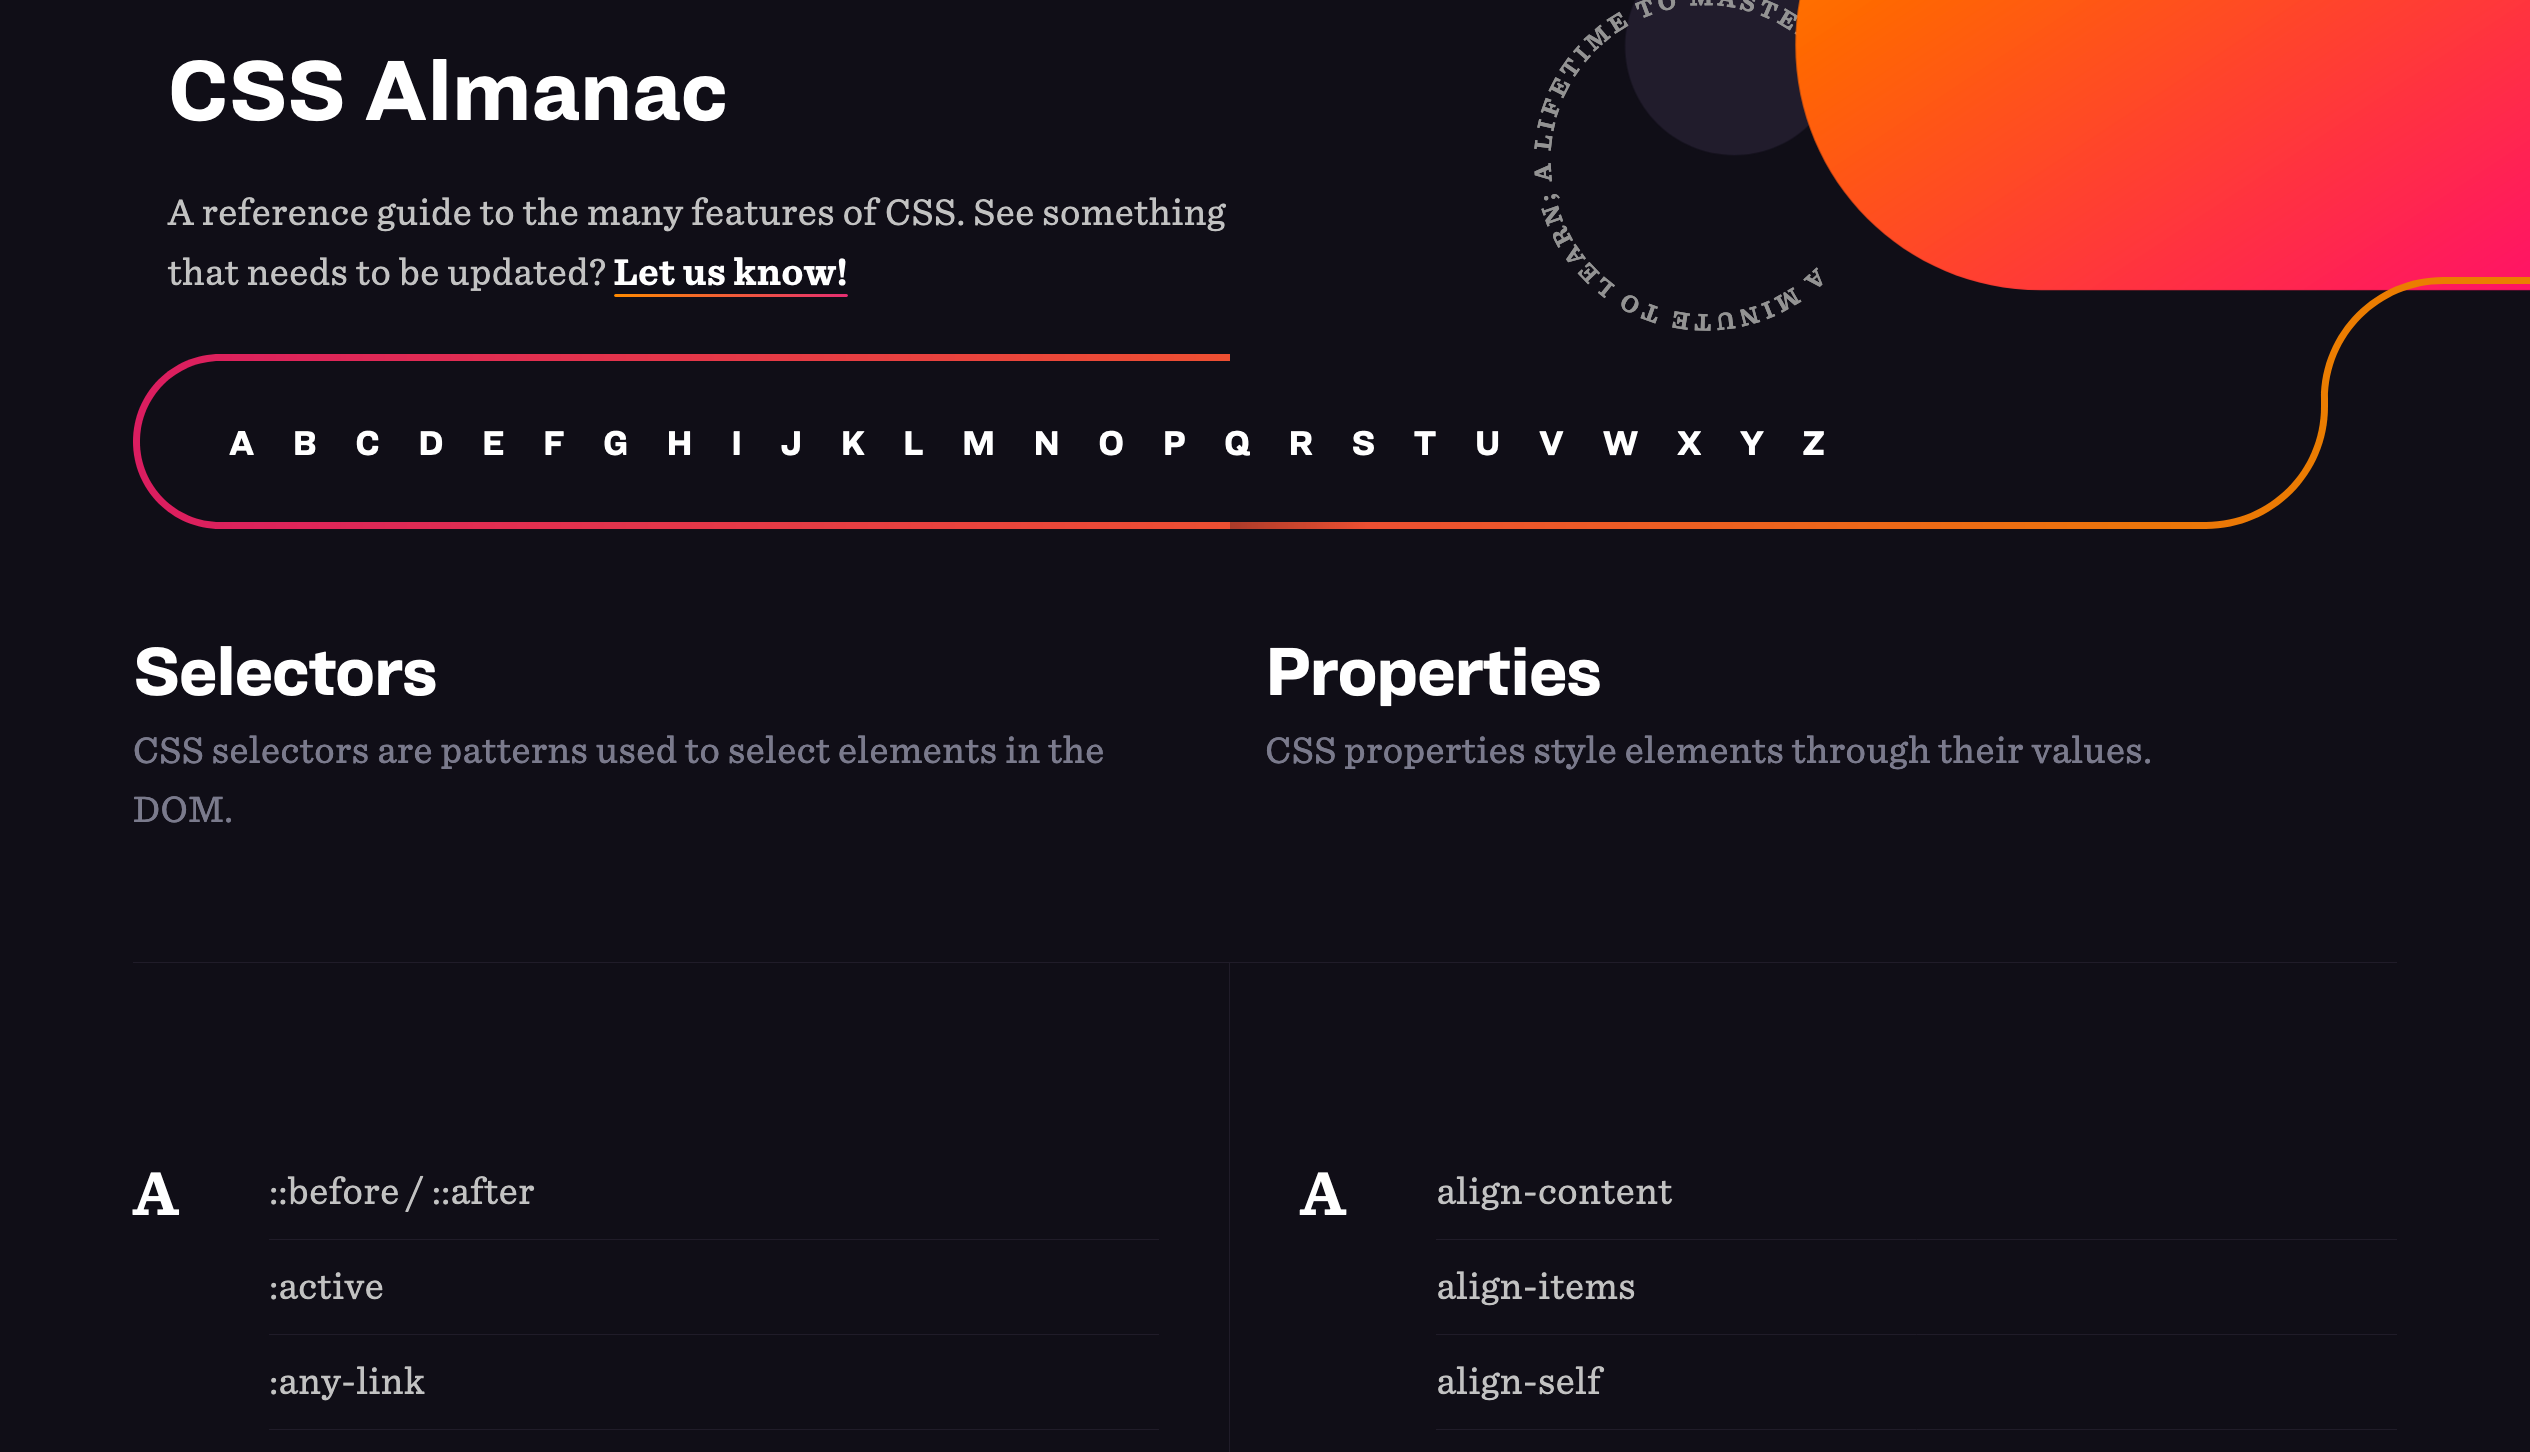 CSS Almanac
A reference guide to the many features of CSS. See something
that needs to be updated? Let us know!
A MINUTE TO LEARN; A LIFETIME TO
A B C D E F G H I J K L M N O P Q R S T U V W X Y Z
Selectors
CSS selectors are patterns used to select elements in the
DOM.
Properties
CSS properties style elements through their values.
A
::before / ::after
:active
:any-link
A
align-content
align-items
align-self